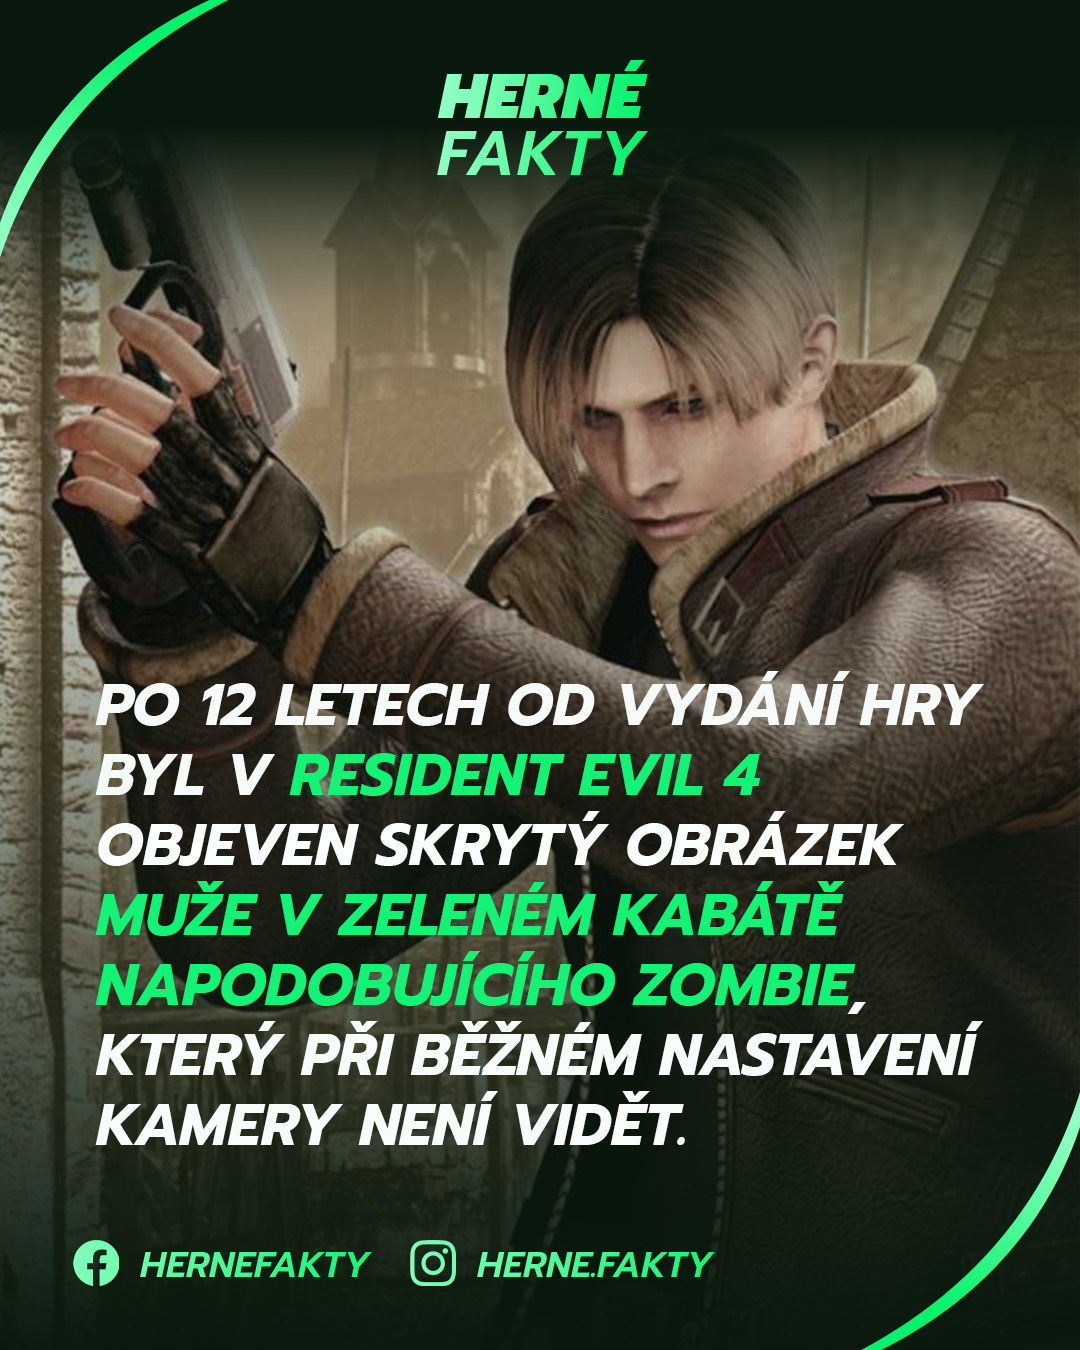 HERNÉ
FAKTY
PO 12 LETECH OD VYDÁNÍ HRY
BYL V RESIDENT EVIL 4
OBJEVEN SKRYTÝ OBRÁZEK
MUŽE V ZELENÉM KABÁTĚ
NAPODOBUJÍCÍHO ZOMBIE,
KTERÝ PŘI BĚŽNÉM NASTAVENÍ
KAMERY NENÍ VIDĚT.
HERNEFAKTY HERNE.FAKTY